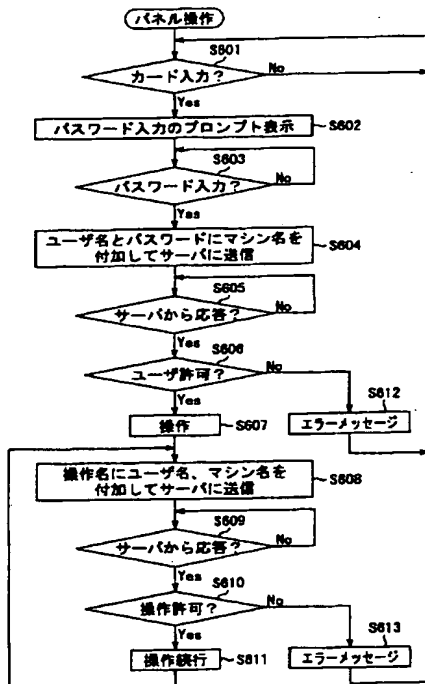 パネル操作
S601
カード入力?
No
Yes
パスワード入力のプロンプト表示
S602
S603
パスワード入力?
No
Yes
ユーザ名とパスワードにマシン名を
付加してサーバに送信
S604
S605
サーバから応答?
No
Yes
S606
ユーザ許可?
No
Yes
S612
操作
S607
エラーメッセージ
操作名にユーザ名、マシン名を
付加してサーバに送信
S608
S609
サーバから応答?
No
Yes
S610
操作許可?
No
Yes
S613
操作続行
S611
エラーメッセージ